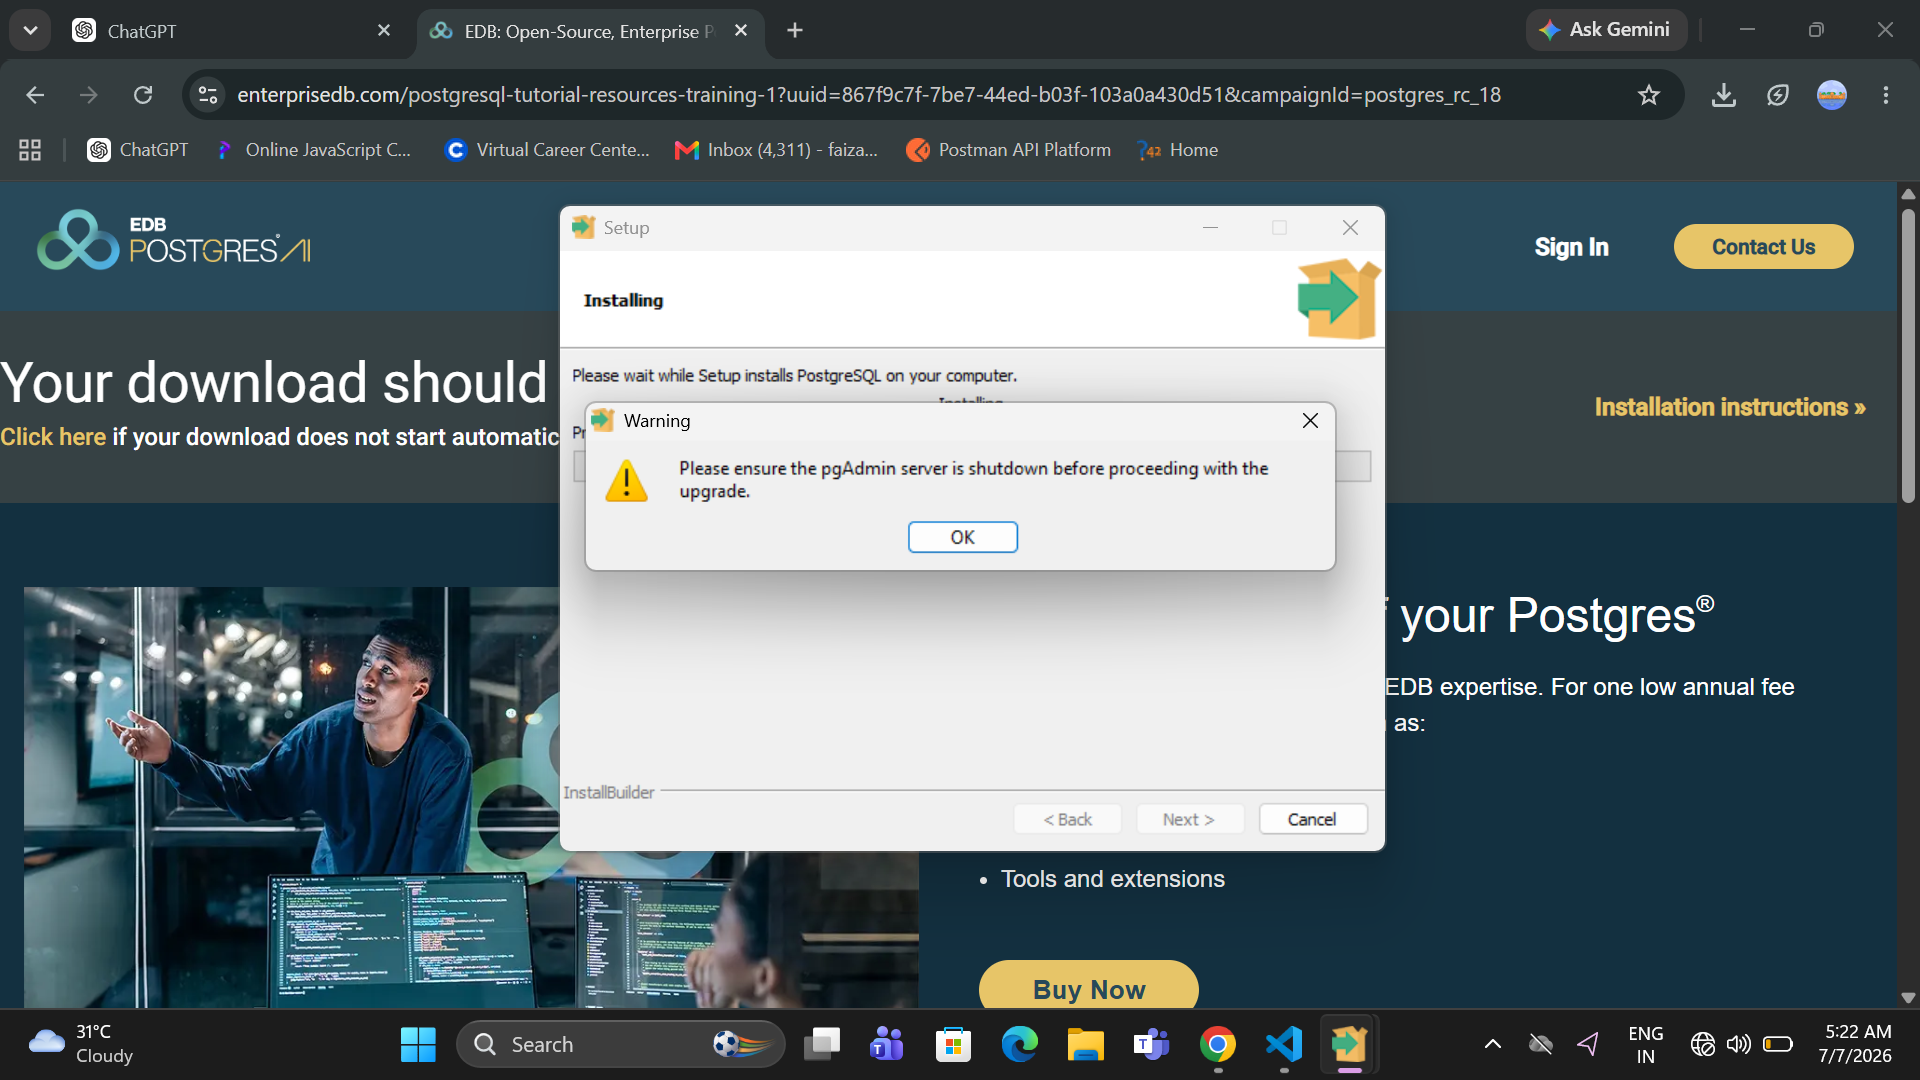 ChatGPT
EDB: Open-Source, Enterprise P
Ask Gemini
enterprisedb.com/postgresql-tutorial-resources-training-1?uuid=867f9c7f-7be7-44ed-b03f-103a0a430d51&campaignId=postgres_rc_18
ChatGPT
Online JavaScript C...
Virtual Career Cente...
Inbox (4,311) - faiza...
Postman API Platform
Home
EDB
POSTGRES AI
Sign In
Contact Us
Your download should
Click here if your download does not start automatic
Installation instructions »
Setup
Installing
Please wait while Setup installs PostgreSQL on your computer.
Installing
Pr
Warning
Please ensure the pgAdmin server is shutdown before proceeding with the
upgrade.
OK
InstallBuilder
< Back
Next >
Cancel
your Postgres®
EDB expertise. For one low annual fee
as:
• Tools and extensions
Buy Now
31°C
Cloudy
Search
ENG
IN
5:22 AM
7/7/2026